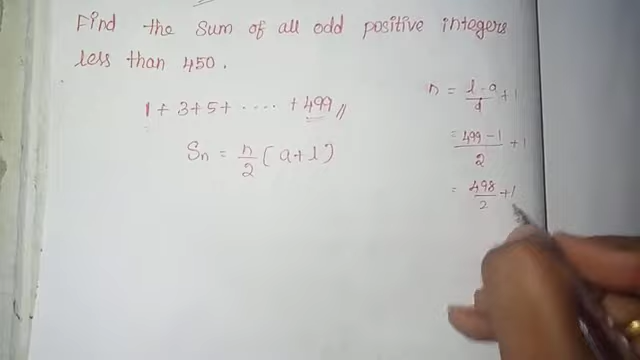 Find the Sum of all odd positive integers
less than 450.
1 + 3 + 5 + .... + 499 //
Sn = n/2 (a + l)
n = l - a/d + 1
= 499 - 1/2 + 1
= 498/2 + 1